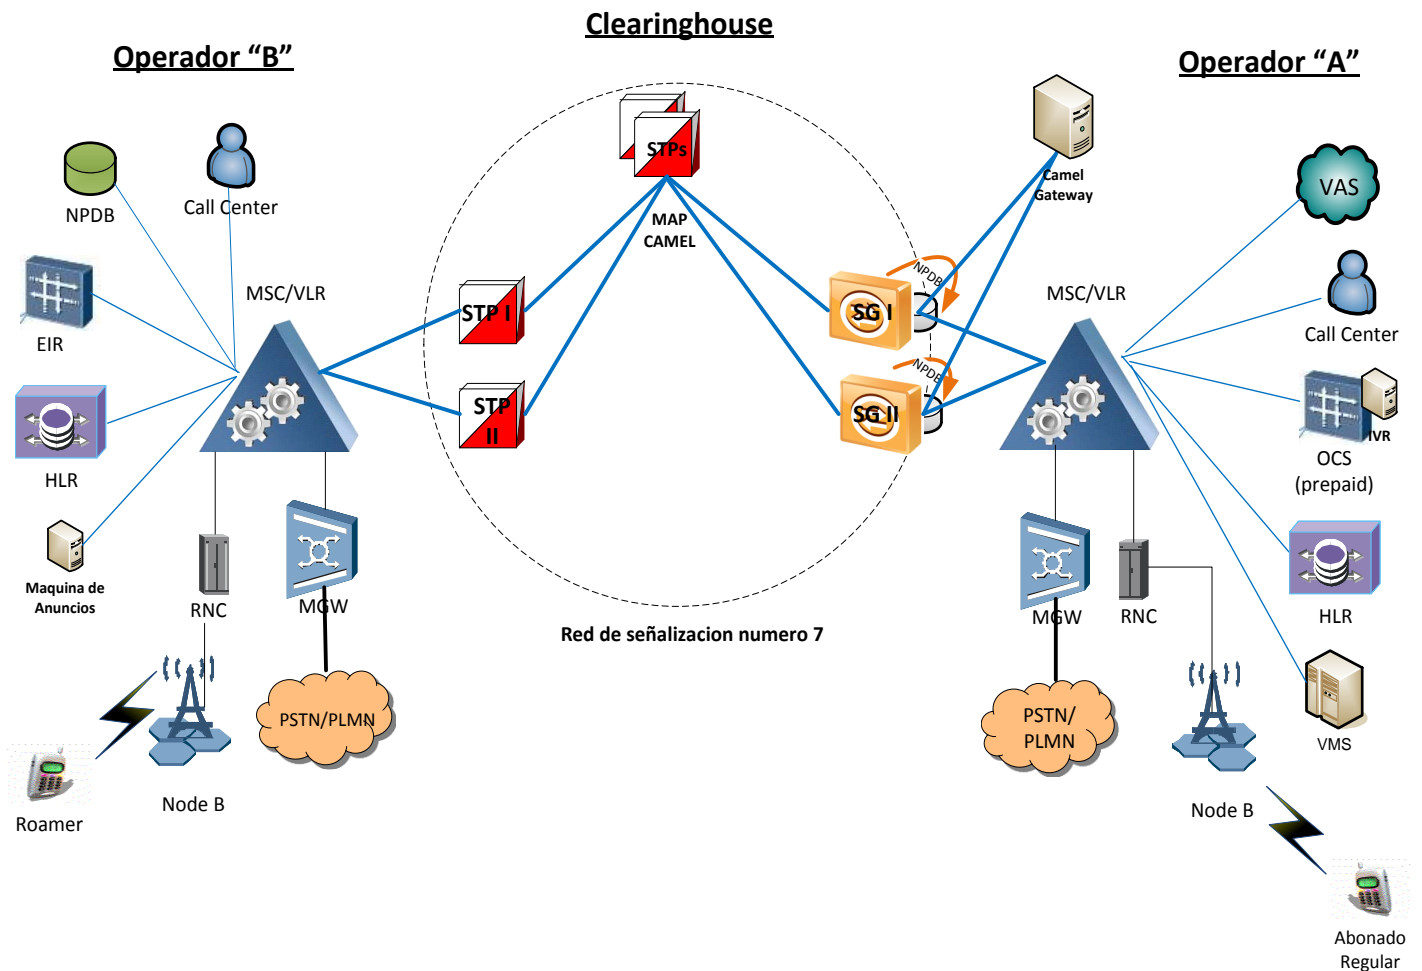 Clearinghouse
Operador “B”
Operador “A”
STPs
MAP
CAMEL
Camel
Gateway
NPDB
Call Center
EIR
MSC/VLR
HLR
Maquina de
Anuncios
RNC
MGW
PSTN/PLMN
Node B
Roamer
STP I
STP
II
SG I
NPDB
SG II
NPDB
Red de señalizacion numero 7
MSC/VLR
VAS
Call Center
IVR
OCS
(prepaid)
HLR
VMS
MGW
RNC
PSTN/
PLMN
Node B
Abonado
Regular